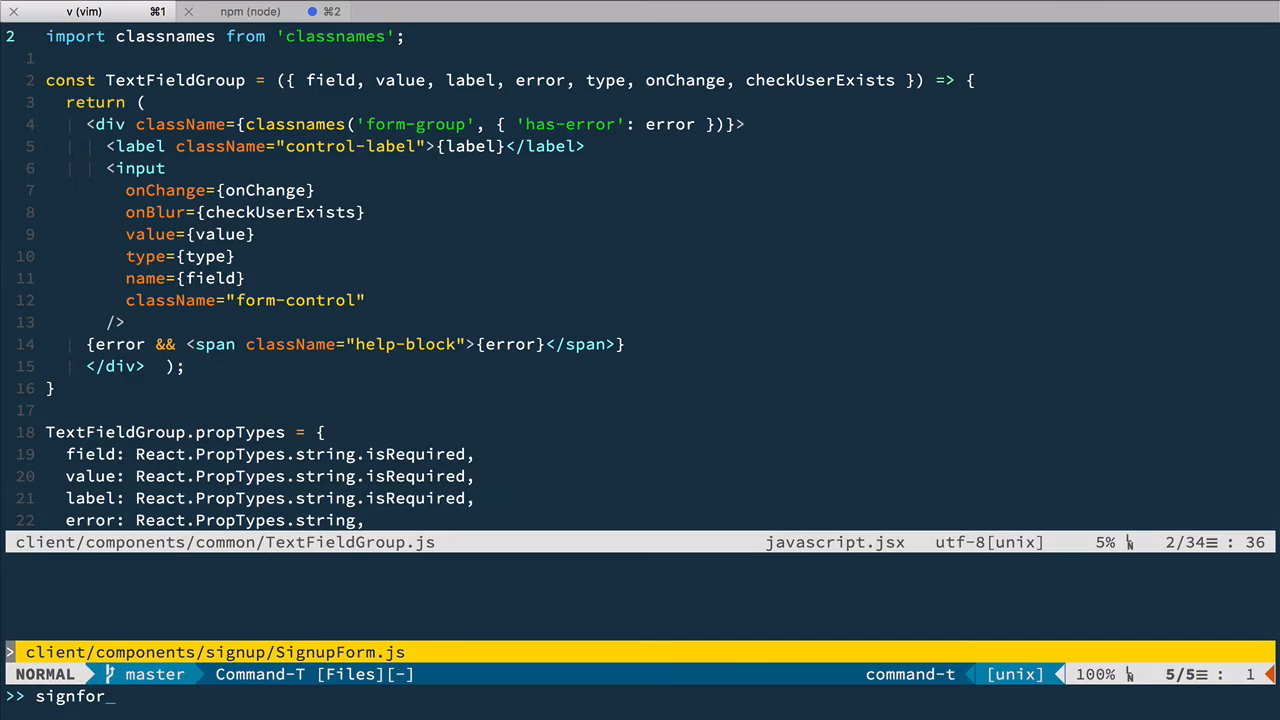 v (vim) ⌘1 npm (node) ⌘2
2 import classnames from 'classnames';
1
2 const TextFieldGroup = ({ field, value, label, error, type, onChange, checkUserExists }) => {
3   return (
4     <div className={classnames('form-group', { 'has-error': error })}>
5       <label className="control-label">{label}</label>
6       <input
7         onChange={onChange}
8         onBlur={checkUserExists}
9         value={value}
10         type={type}
11         name={field}
12         className="form-control"
13       />
14     {error && <span className="help-block">{error}</span>}
15     </div>  );
16 }
17
18 TextFieldGroup.propTypes = {
19   field: React.PropTypes.string.isRequired,
20   value: React.PropTypes.string.isRequired,
21   label: React.PropTypes.string.isRequired,
22   error: React.PropTypes.string,
client/components/common/TextFieldGroup.js javascript.jsx utf-8[unix] 5% 2/34≡ : 36
> client/components/signup/SignupForm.js
NORMAL master Command-T [Files][-] command-t [unix] 100% 5/5≡ : 1
>> signfor_